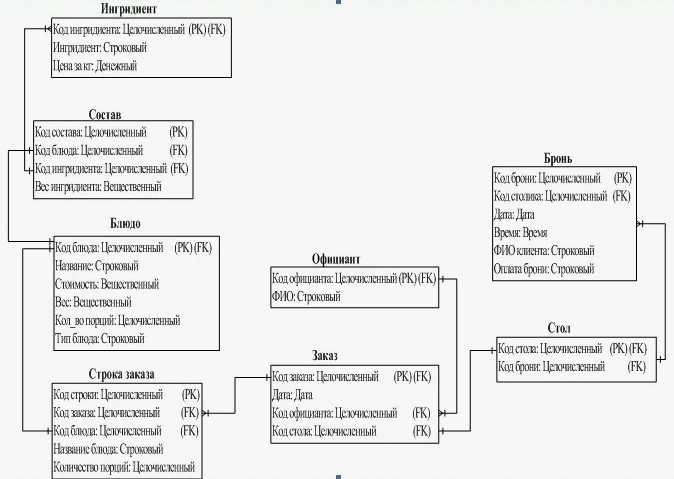 Ингридиент
Код ингридиента: Целочисленный (PK) (FK)
Ингридиент: Строковый
Цена за кг: Денежный
Состав
Код состава: Целочисленный (PK)
Код блюда: Целочисленный (FK)
Код ингридиента: Целочисленный (FK)
Вес ингридиента: Вещественный
Блюдо
Код блюда: Целочисленный (PK) (FK)
Название: Строковый
Стоимость: Вещественный
Вес: Вещественный
Кол_во порций: Целочисленный
Тип блюда: Строковый
Строка заказа
Код строки: Целочисленный (PK)
Код заказа: Целочисленный (FK)
Код блюда: Целочисленный (FK)
Название блюда: Строковый
Количество порций: Целочисленный
Официант
Код официанта: Целочисленный (PK) (FK)
ФИО: Строковый
Заказ
Код заказа: Целочисленный (PK) (FK)
Дата: Дата
Код официанта: Целочисленный (FK)
Код стола: Целочисленный (FK)
Бронь
Код брони: Целочисленный (PK)
Код столика: Целочисленный (FK)
Дата: Дата
Время: Время
ФИО клиента: Строковый
Оплата брони: Строковый
Стол
Код стола: Целочисленный (PK) (FK)
Код брони: Целочисленный (FK)